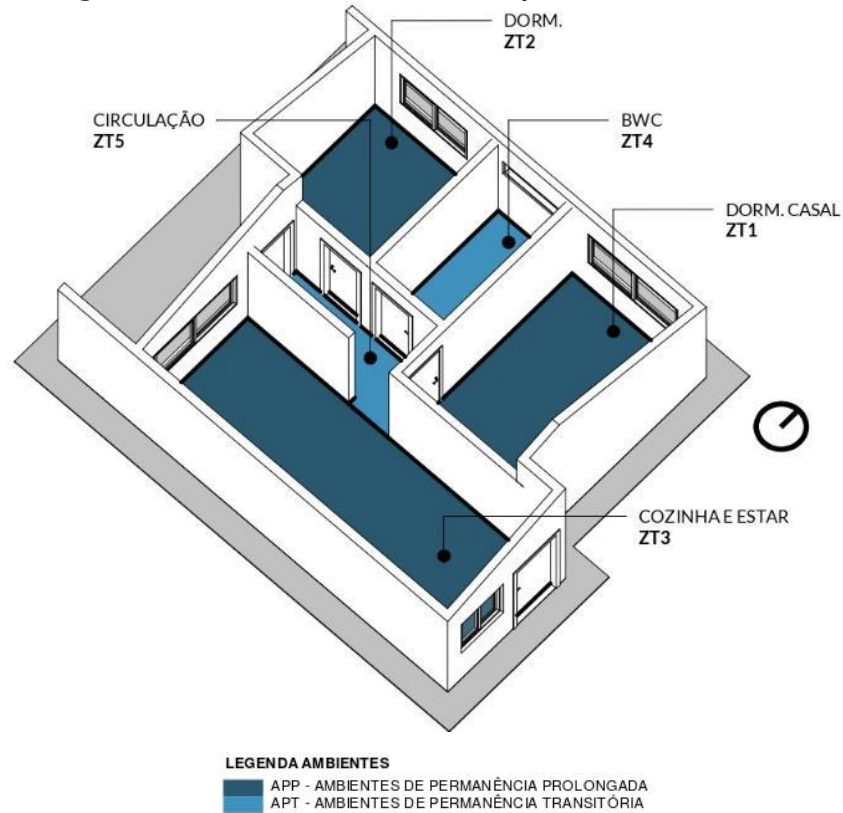 DORM.
ZT2
CIRCULAÇÃO
ZT5
BWC
ZT4
DORM. CASAL
ZT1
COZINHA E ESTAR
ZT3
LEGENDA AMBIENTES
APP - AMBIENTES DE PERMANÊNCIA PROLONGADA
APT - AMBIENTES DE PERMANÊNCIA TRANSITÓRIA